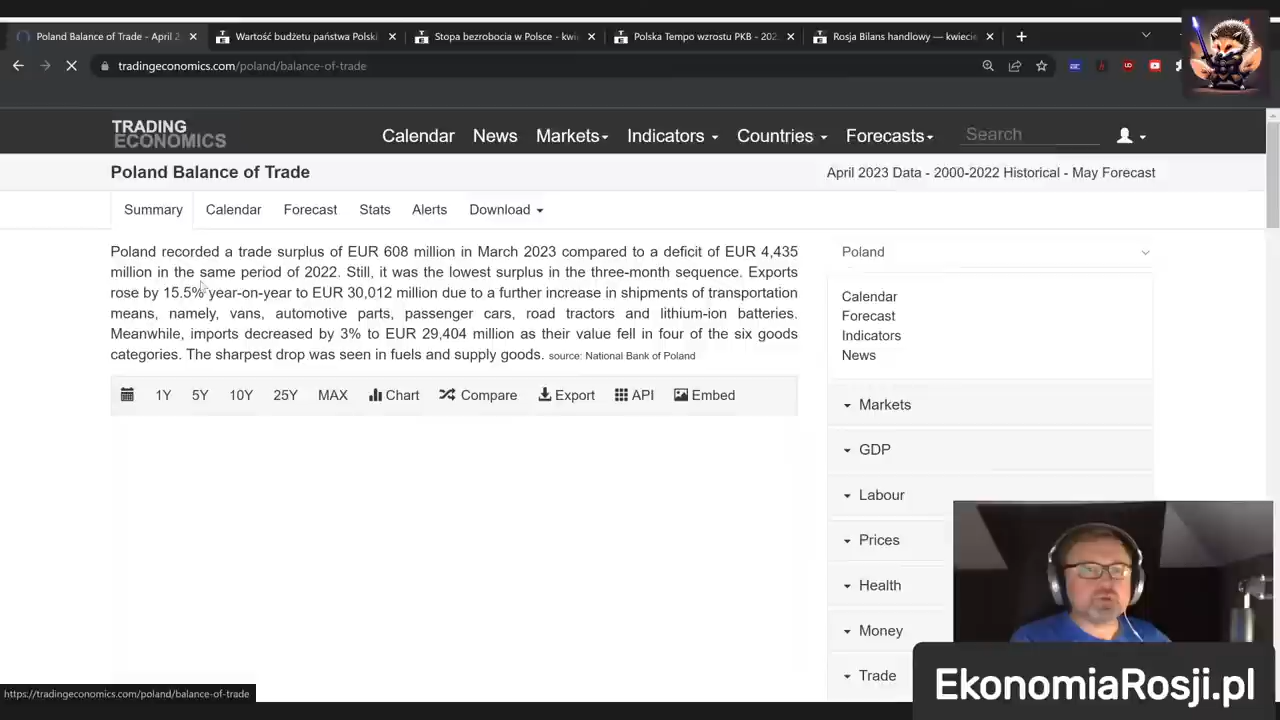 Poland Balance of Trade - April 2
Wartość budżetu państwa Polski
Stopa bezrobocia w Polsce - kwi
Polska Tempo wzrostu PKB - 202
Rosja Bilans handlowy — kwiecie
tradingeconomics.com/poland/balance-of-trade
TRADING
ECONOMICS
Calendar News Markets Indicators Countries Forecasts Search
Poland Balance of Trade
April 2023 Data - 2000-2022 Historical - May Forecast
Summary Calendar Forecast Stats Alerts Download
Poland recorded a trade surplus of EUR 608 million in March 2023 compared to a deficit of EUR 4,435
million in the same period of 2022. Still, it was the lowest surplus in the three-month sequence. Exports
rose by 15.5% year-on-year to EUR 30,012 million due to a further increase in shipments of transportation
means, namely, vans, automotive parts, passenger cars, road tractors and lithium-ion batteries.
Meanwhile, imports decreased by 3% to EUR 29,404 million as their value fell in four of the six goods
categories. The sharpest drop was seen in fuels and supply goods. source: National Bank of Poland
1Y 5Y 10Y 25Y MAX Chart Compare Export API Embed
Poland
Calendar
Forecast
Indicators
News
Markets
GDP
Labour
Prices
Health
Money
Trade
EkonomiaRosji.pl
https://tradingeconomics.com/poland/balance-of-trade